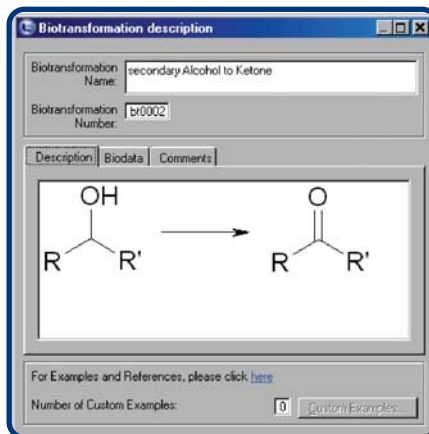 Biotransformation description
Biotransformation Name:
secondary Alcohol to Ketone
Biotransformation Number:
bt0002
Description Biodata Comments
OH
R R'
O
R R'
For Examples and References, please click here
Number of Custom Examples: 0 Custom Examples...